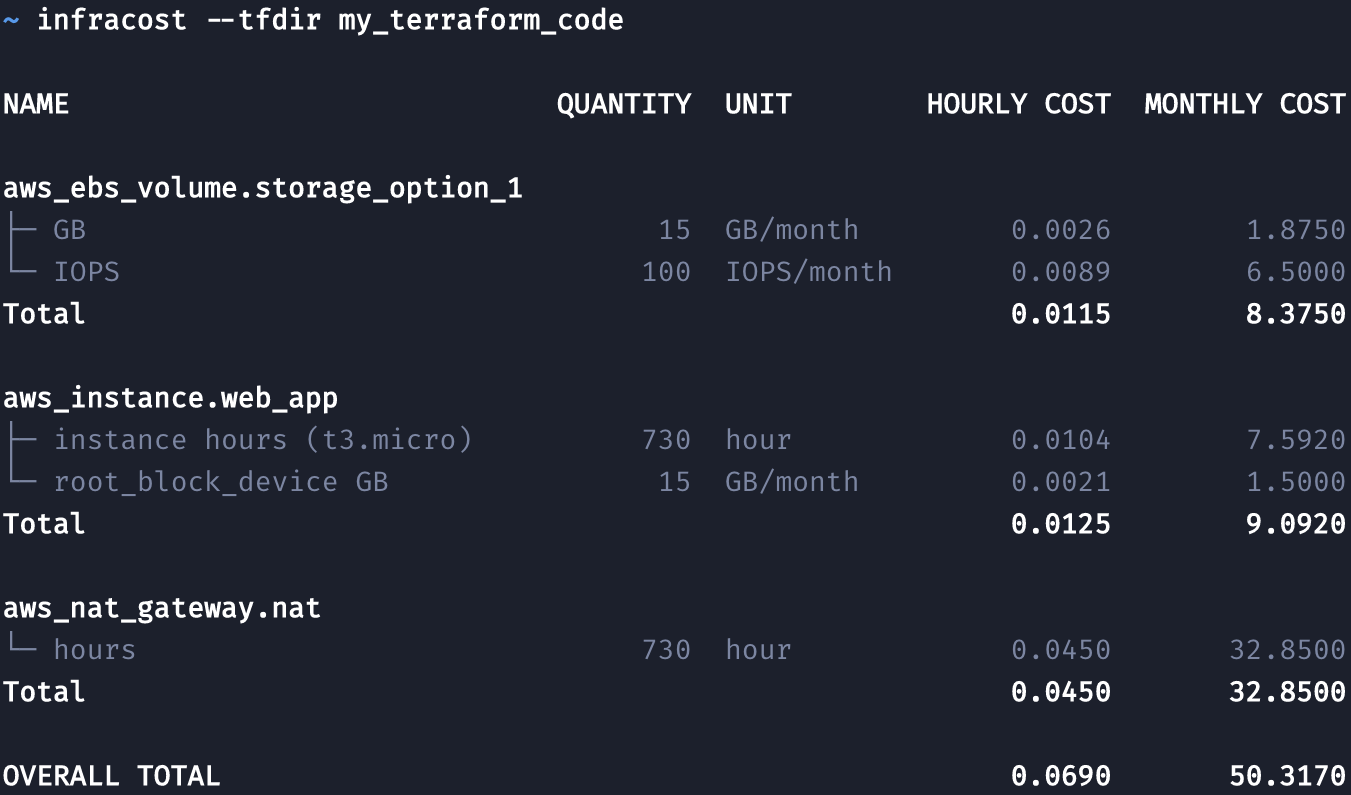 ~ infracost --tfdir my_terraform_code
NAME QUANTITY UNIT HOURLY COST MONTHLY COST
aws_ebs_volume.storage_option_1
├─ GB 15 GB/month 0.0026 1.8750
└─ IOPS 100 IOPS/month 0.0089 6.5000
Total 0.0115 8.3750
aws_instance.web_app
├─ instance hours (t3.micro) 730 hour 0.0104 7.5920
└─ root_block_device GB 15 GB/month 0.0021 1.5000
Total 0.0125 9.0920
aws_nat_gateway.nat
└─ hours 730 hour 0.0450 32.8500
Total 0.0450 32.8500
OVERALL TOTAL 0.0690 50.3170